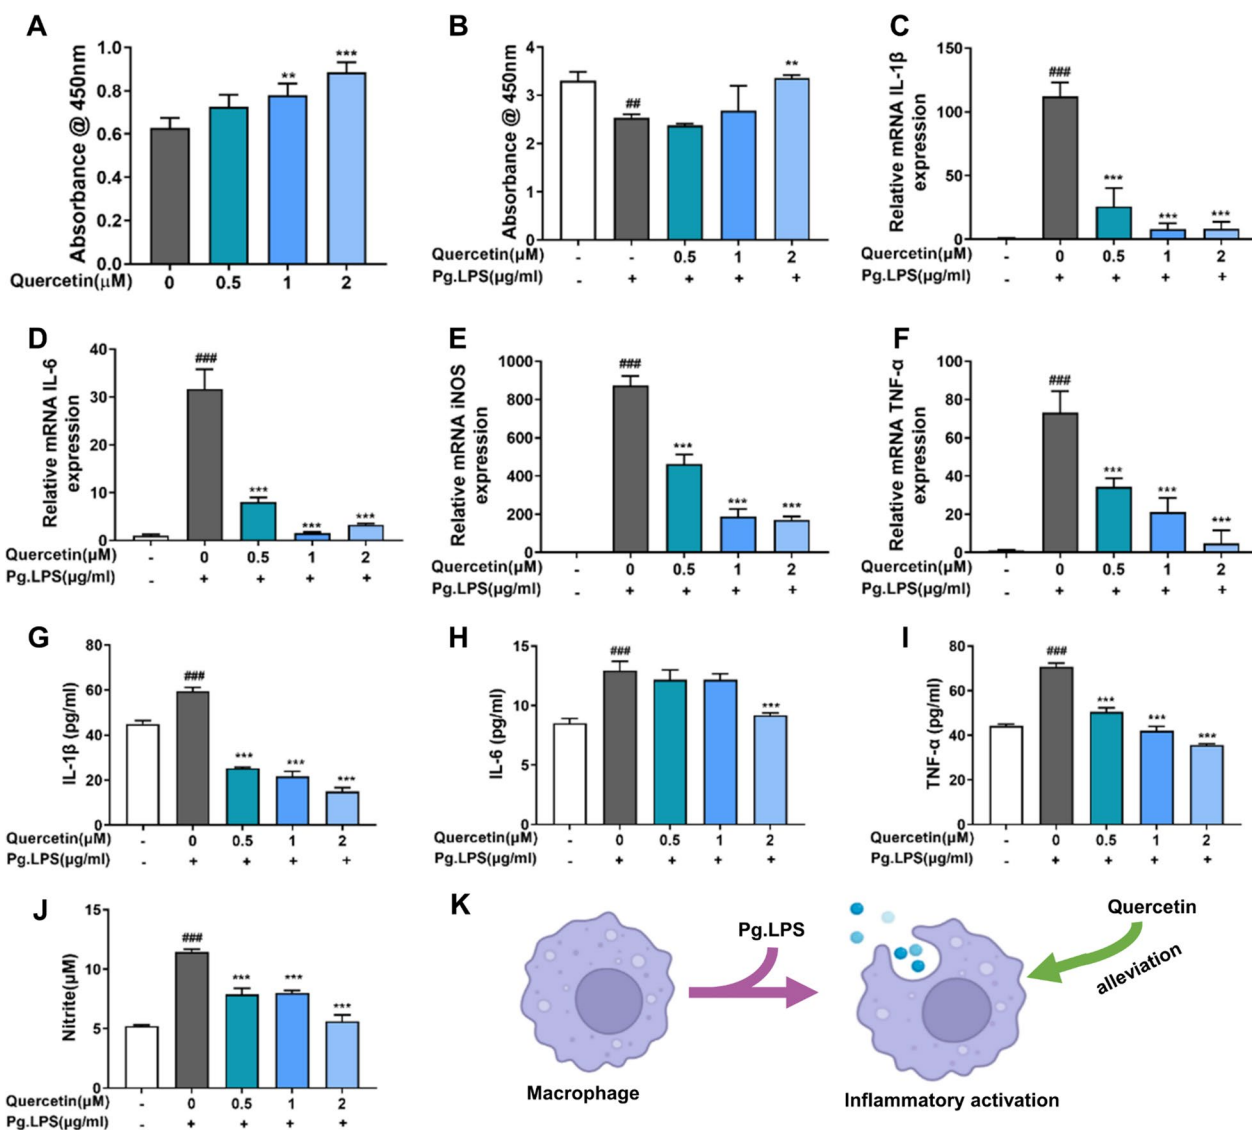 A
Absorbance @ 450nm
1.0
0.8
0.6
0.4
0.2
0.0
** ***
Quercetin(μM) 0 0.5 1 2
B
Absorbance @ 450nm
4
3
2
1
0
## **
Quercetin(μM) - - 0.5 1 2
Pg.LPS(μg/ml) - + + + +
C
Relative mRNA IL-1β
expression
150
100
50
0
### *** *** ***
Quercetin(μM) - 0 0.5 1 2
Pg.LPS(μg/ml) - + + + +
D
Relative mRNA IL-6
expression
40
30
20
10
0
### *** *** ***
Quercetin(μM) - 0 0.5 1 2
Pg.LPS(μg/ml) - + + + +
E
Relative mRNA iNOS
expression
1000
800
600
400
200
0
### *** *** ***
Quercetin(μM) - 0 0.5 1 2
Pg.LPS(μg/ml) - + + + +
F
Relative mRNA TNF-α
expression
100
80
60
40
20
0
### *** *** ***
Quercetin(μM) - 0 0.5 1 2
Pg.LPS(μg/ml) - + + + +
G
IL-1β (pg/ml)
80
60
40
20
0
### *** *** ***
Quercetin(μM) - 0 0.5 1 2
Pg.LPS(μg/ml) - + + + +
H
IL-6 (pg/ml)
15
10
5
0
### ***
Quercetin(μM) - 0 0.5 1 2
Pg.LPS(μg/ml) - + + + +
I
TNF-α (pg/ml)
80
60
40
20
0
### *** *** ***
Quercetin(μM) - 0 0.5 1 2
Pg.LPS(μg/ml) - + + + +
J
Nitrite(μM)
15
10
5
0
### *** *** ***
Quercetin(μM) - 0 0.5 1 2
Pg.LPS(μg/ml) - + + + +
K
Pg.LPS
Quercetin
alleviation
Macrophage
Inflammatory activation